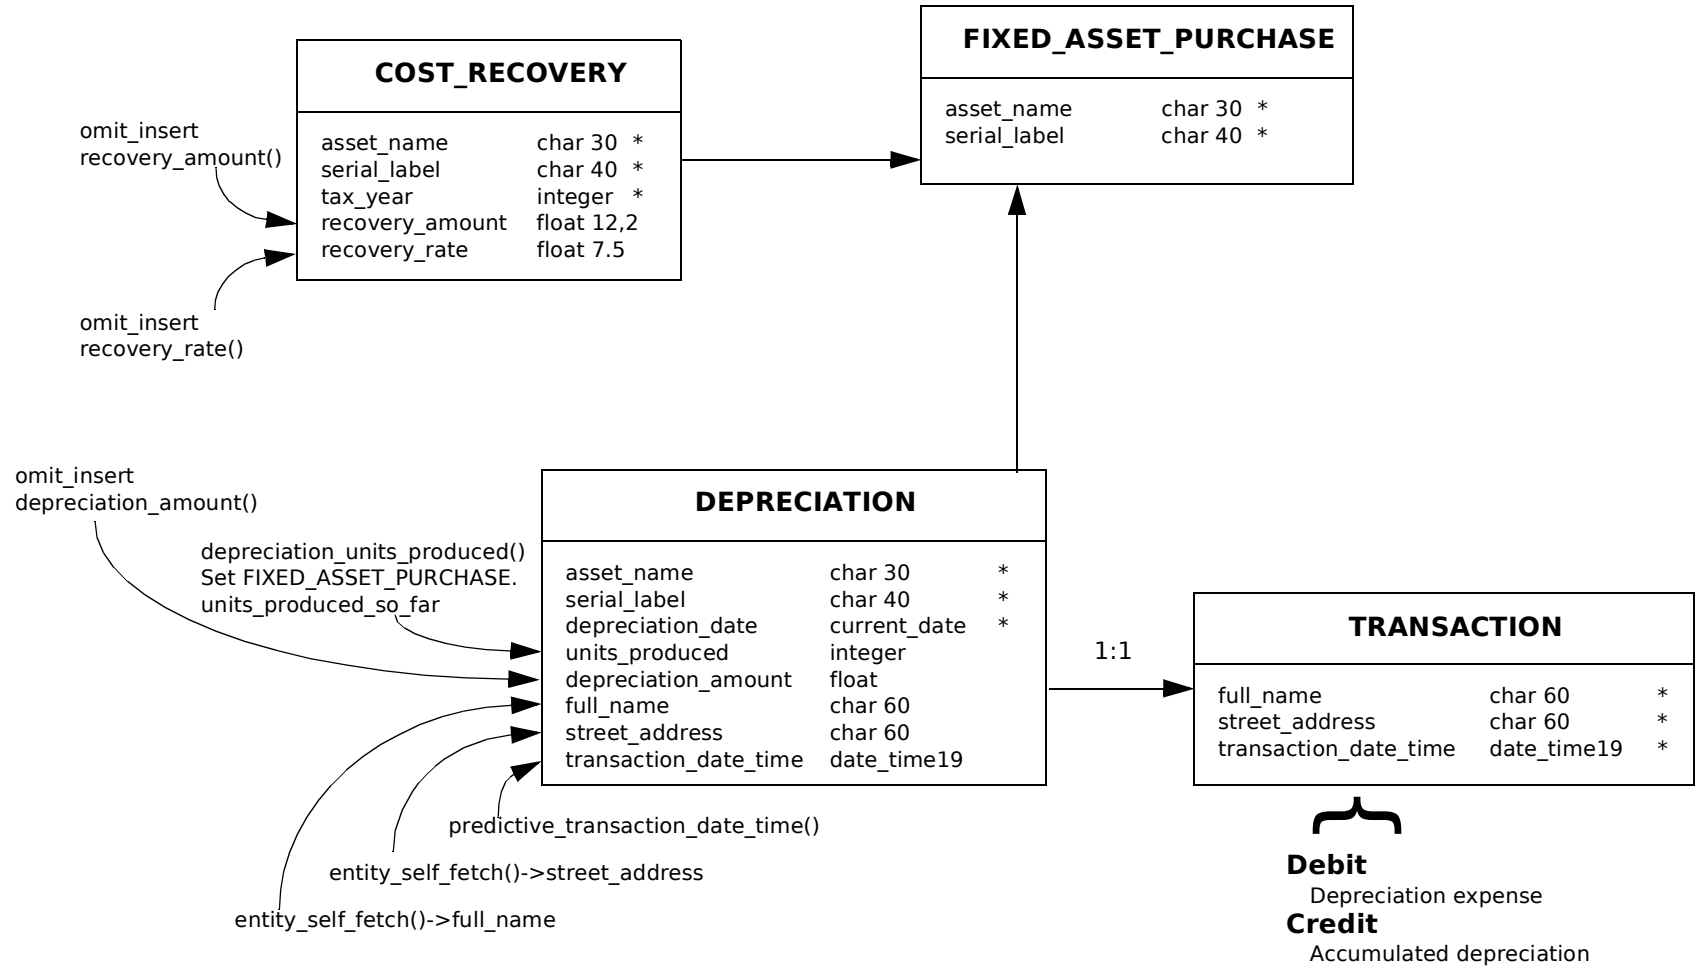 FIXED_ASSET_PURCHASE
asset_name char 30 *
serial_label char 40 *
COST_RECOVERY
asset_name char 30 *
serial_label char 40 *
tax_year integer *
recovery_amount float 12,2
recovery_rate float 7.5
omit_insert
recovery_amount()
omit_insert
recovery_rate()
omit_insert
depreciation_amount()
depreciation_units_produced()
Set FIXED_ASSET_PURCHASE.
units_produced_so_far
DEPRECIATION
asset_name char 30 *
serial_label char 40 *
depreciation_date current_date *
units_produced integer
depreciation_amount float
full_name char 60
street_address char 60
transaction_date_time date_time19
predictive_transaction_date_time()
entity_self_fetch()->street_address
entity_self_fetch()->full_name
1:1
TRANSACTION
full_name char 60 *
street_address char 60 *
transaction_date_time date_time19 *
Debit
Depreciation expense
Credit
Accumulated depreciation